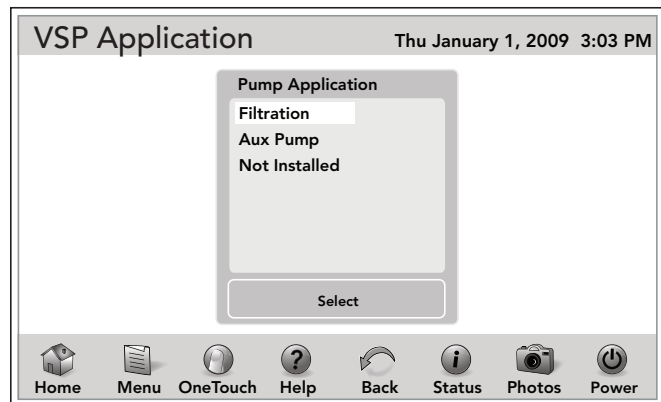 VSP Application Thu January 1, 2009 3:03 PM
Pump Application
Filtration
Aux Pump
Not Installed
Select
Home Menu OneTouch Help Back Status Photos Power